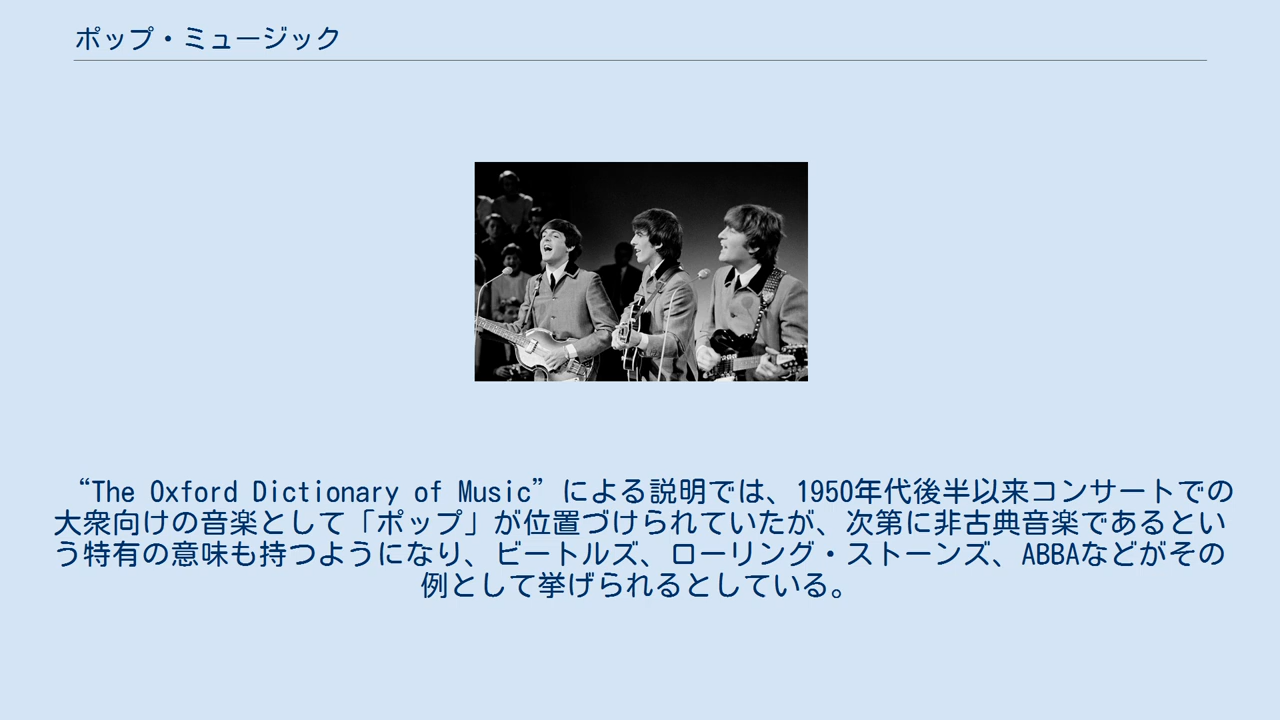 ポップ・ミュージック
“The Oxford Dictionary of Music”による説明では、1950年代後半以来コンサートでの
大衆向けの音楽として「ポップ」が位置づけられていたが、次第に非古典音楽であるとい
う特有の意味も持つようになり、ビートルズ、ローリング・ストーンズ、ABBAなどがその
例として挙げられるとしている。